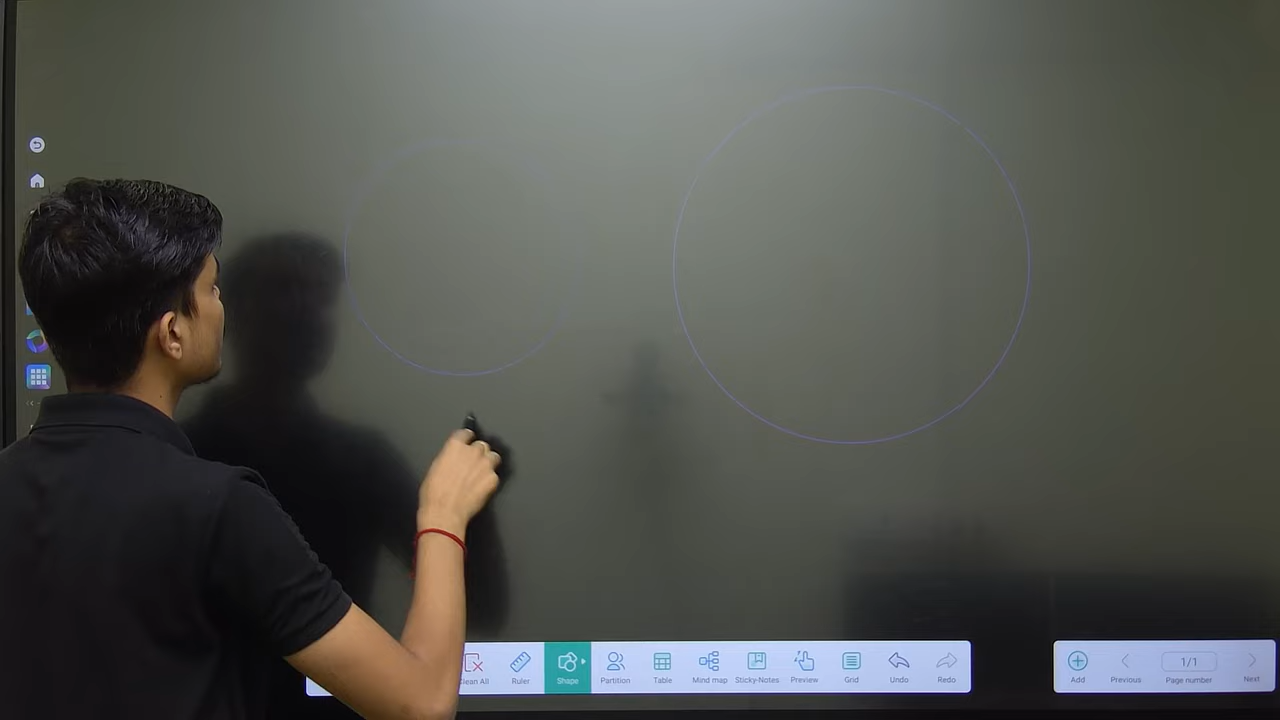 Clean All
Ruler
Shape
Partition
Table
Mind map
Sticky-Notes
Preview
Grid
Undo
Redo
Add
Previous
1/1
Page number
Next